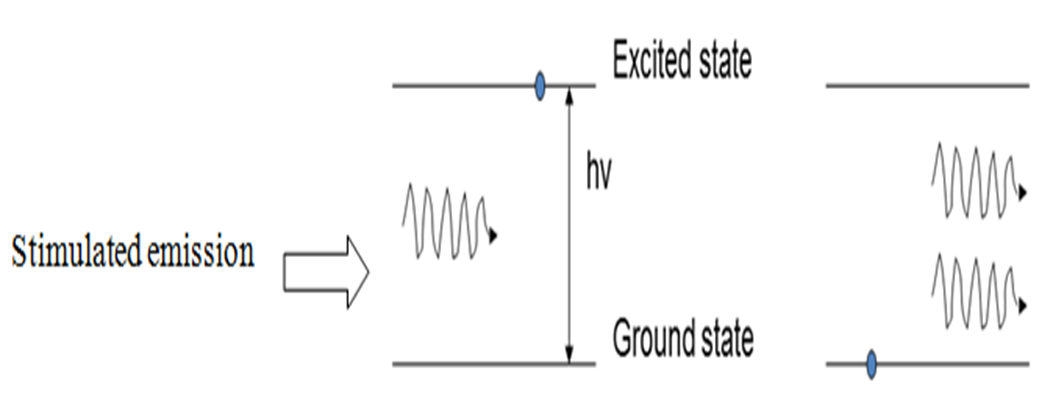 Excited state
hv
Stimulated emission
Ground state